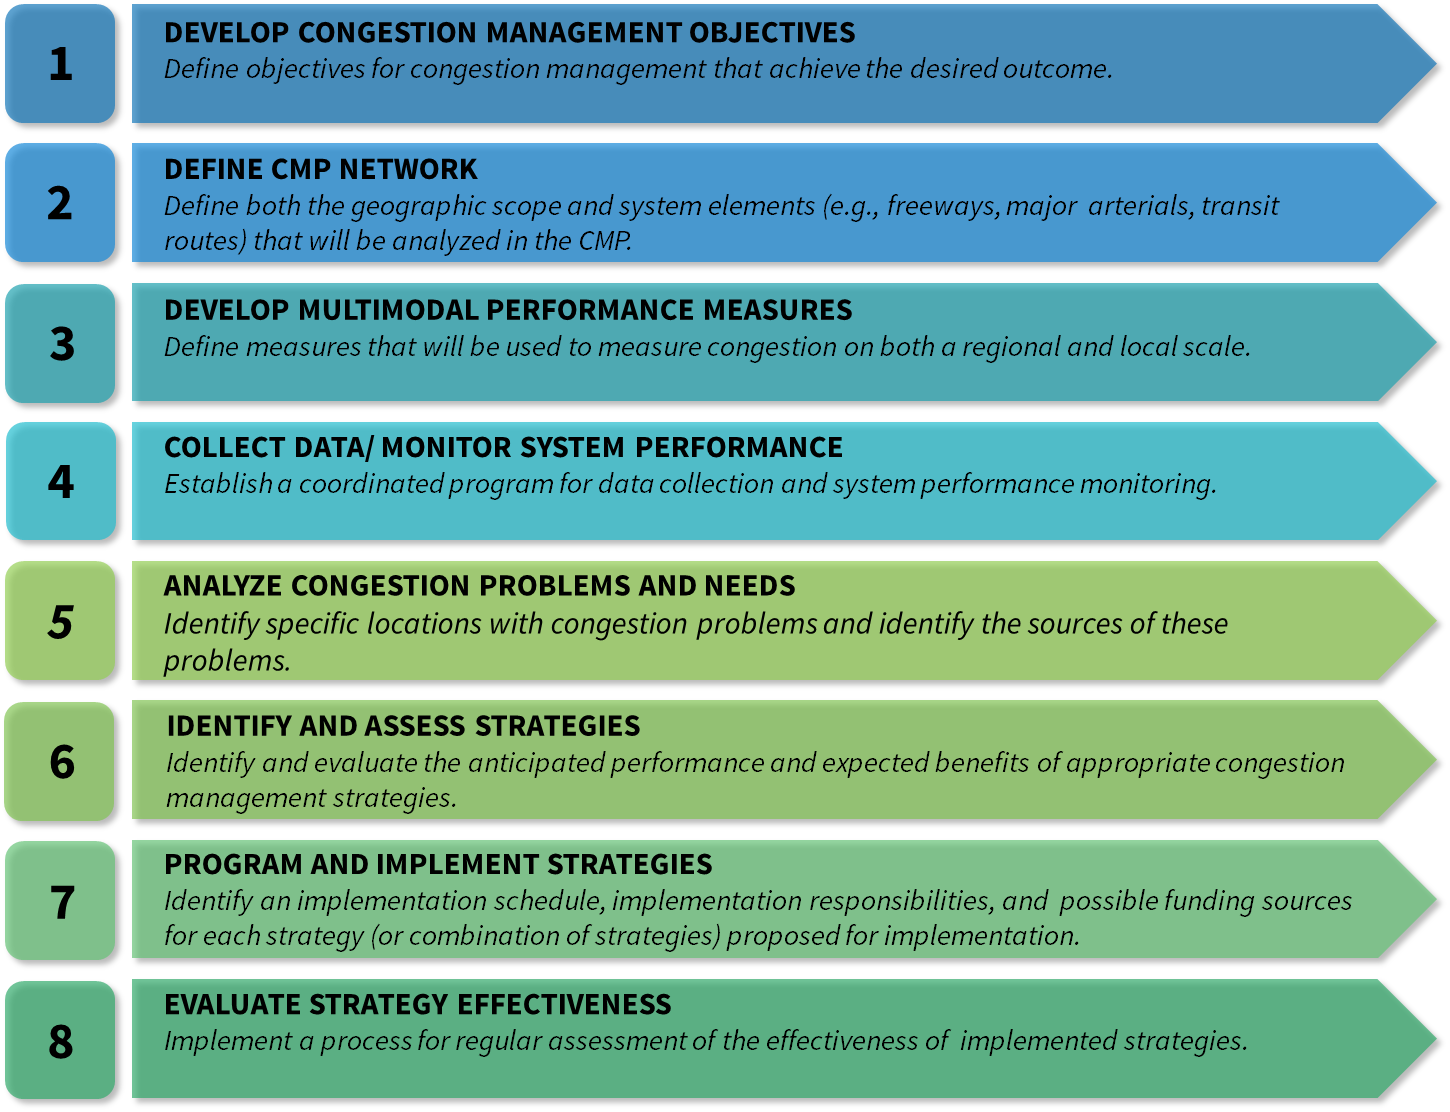 1
DEVELOP CONGESTION MANAGEMENT OBJECTIVES
Define objectives for congestion management that achieve the desired outcome.
2
DEFINE CMP NETWORK
Define both the geographic scope and system elements (e.g., freeways, major arterials, transit
routes) that will be analyzed in the CMP.
3
DEVELOP MULTIMODAL PERFORMANCE MEASURES
Define measures that will be used to measure congestion on both a regional and local scale.
4
COLLECT DATA/ MONITOR SYSTEM PERFORMANCE
Establish a coordinated program for data collection and system performance monitoring.
5
ANALYZE CONGESTION PROBLEMS AND NEEDS
Identify specific locations with congestion problems and identify the sources of these
problems.
6
IDENTIFY AND ASSESS STRATEGIES
Identify and evaluate the anticipated performance and expected benefits of appropriate congestion
management strategies.
7
PROGRAM AND IMPLEMENT STRATEGIES
Identify an implementation schedule, implementation responsibilities, and possible funding sources
for each strategy (or combination of strategies) proposed for implementation.
8
EVALUATE STRATEGY EFFECTIVENESS
Implement a process for regular assessment of the effectiveness of implemented strategies.